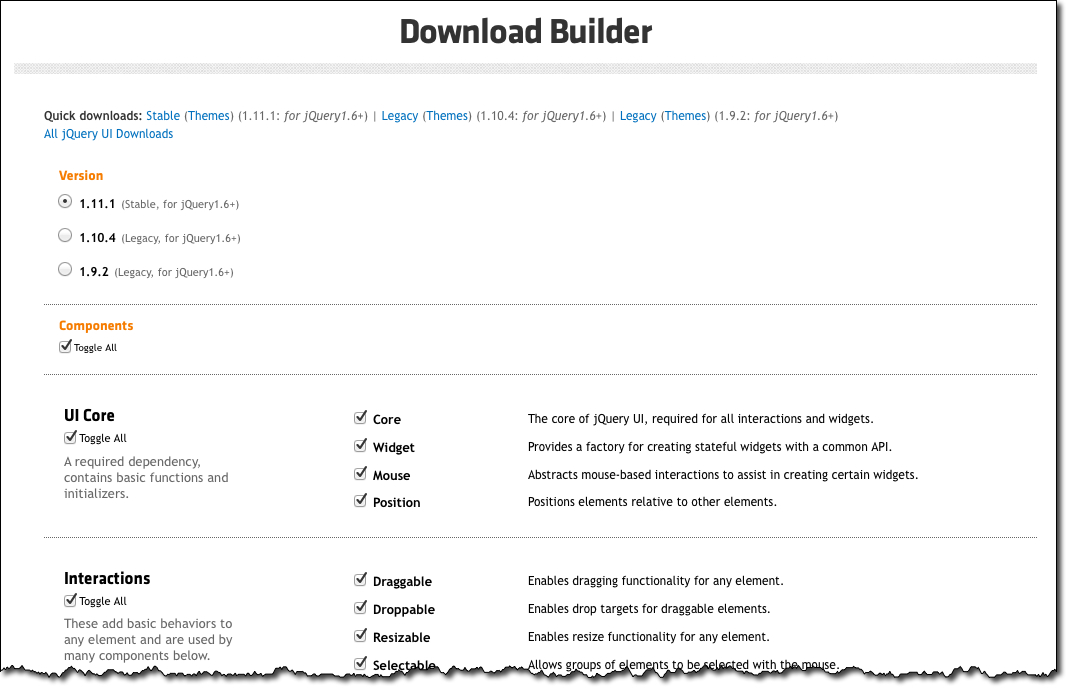 Download Builder
Quick downloads: Stable (Themes) (1.11.1: for jQuery1.6+) | Legacy (Themes) (1.10.4: for jQuery1.6+) | Legacy (Themes) (1.9.2: for jQuery1.6+)
All jQuery UI Downloads
Version
1.11.1 (Stable, for jQuery1.6+)
1.10.4 (Legacy, for jQuery1.6+)
1.9.2 (Legacy, for jQuery1.6+)
Components
Toggle All
UI Core
Toggle All
A required dependency,
contains basic functions and
initializers.
Core The core of jQuery UI, required for all interactions and widgets.
Widget Provides a factory for creating stateful widgets with a common API.
Mouse Abstracts mouse-based interactions to assist in creating certain widgets.
Position Positions elements relative to other elements.
Interactions
Toggle All
These add basic behaviors to
any element and are used by
many components below.
Draggable Enables dragging functionality for any element.
Droppable Enables drop targets for draggable elements.
Resizable Enables resize functionality for any element.
Selectable Allows groups of elements to be selected with the mouse.